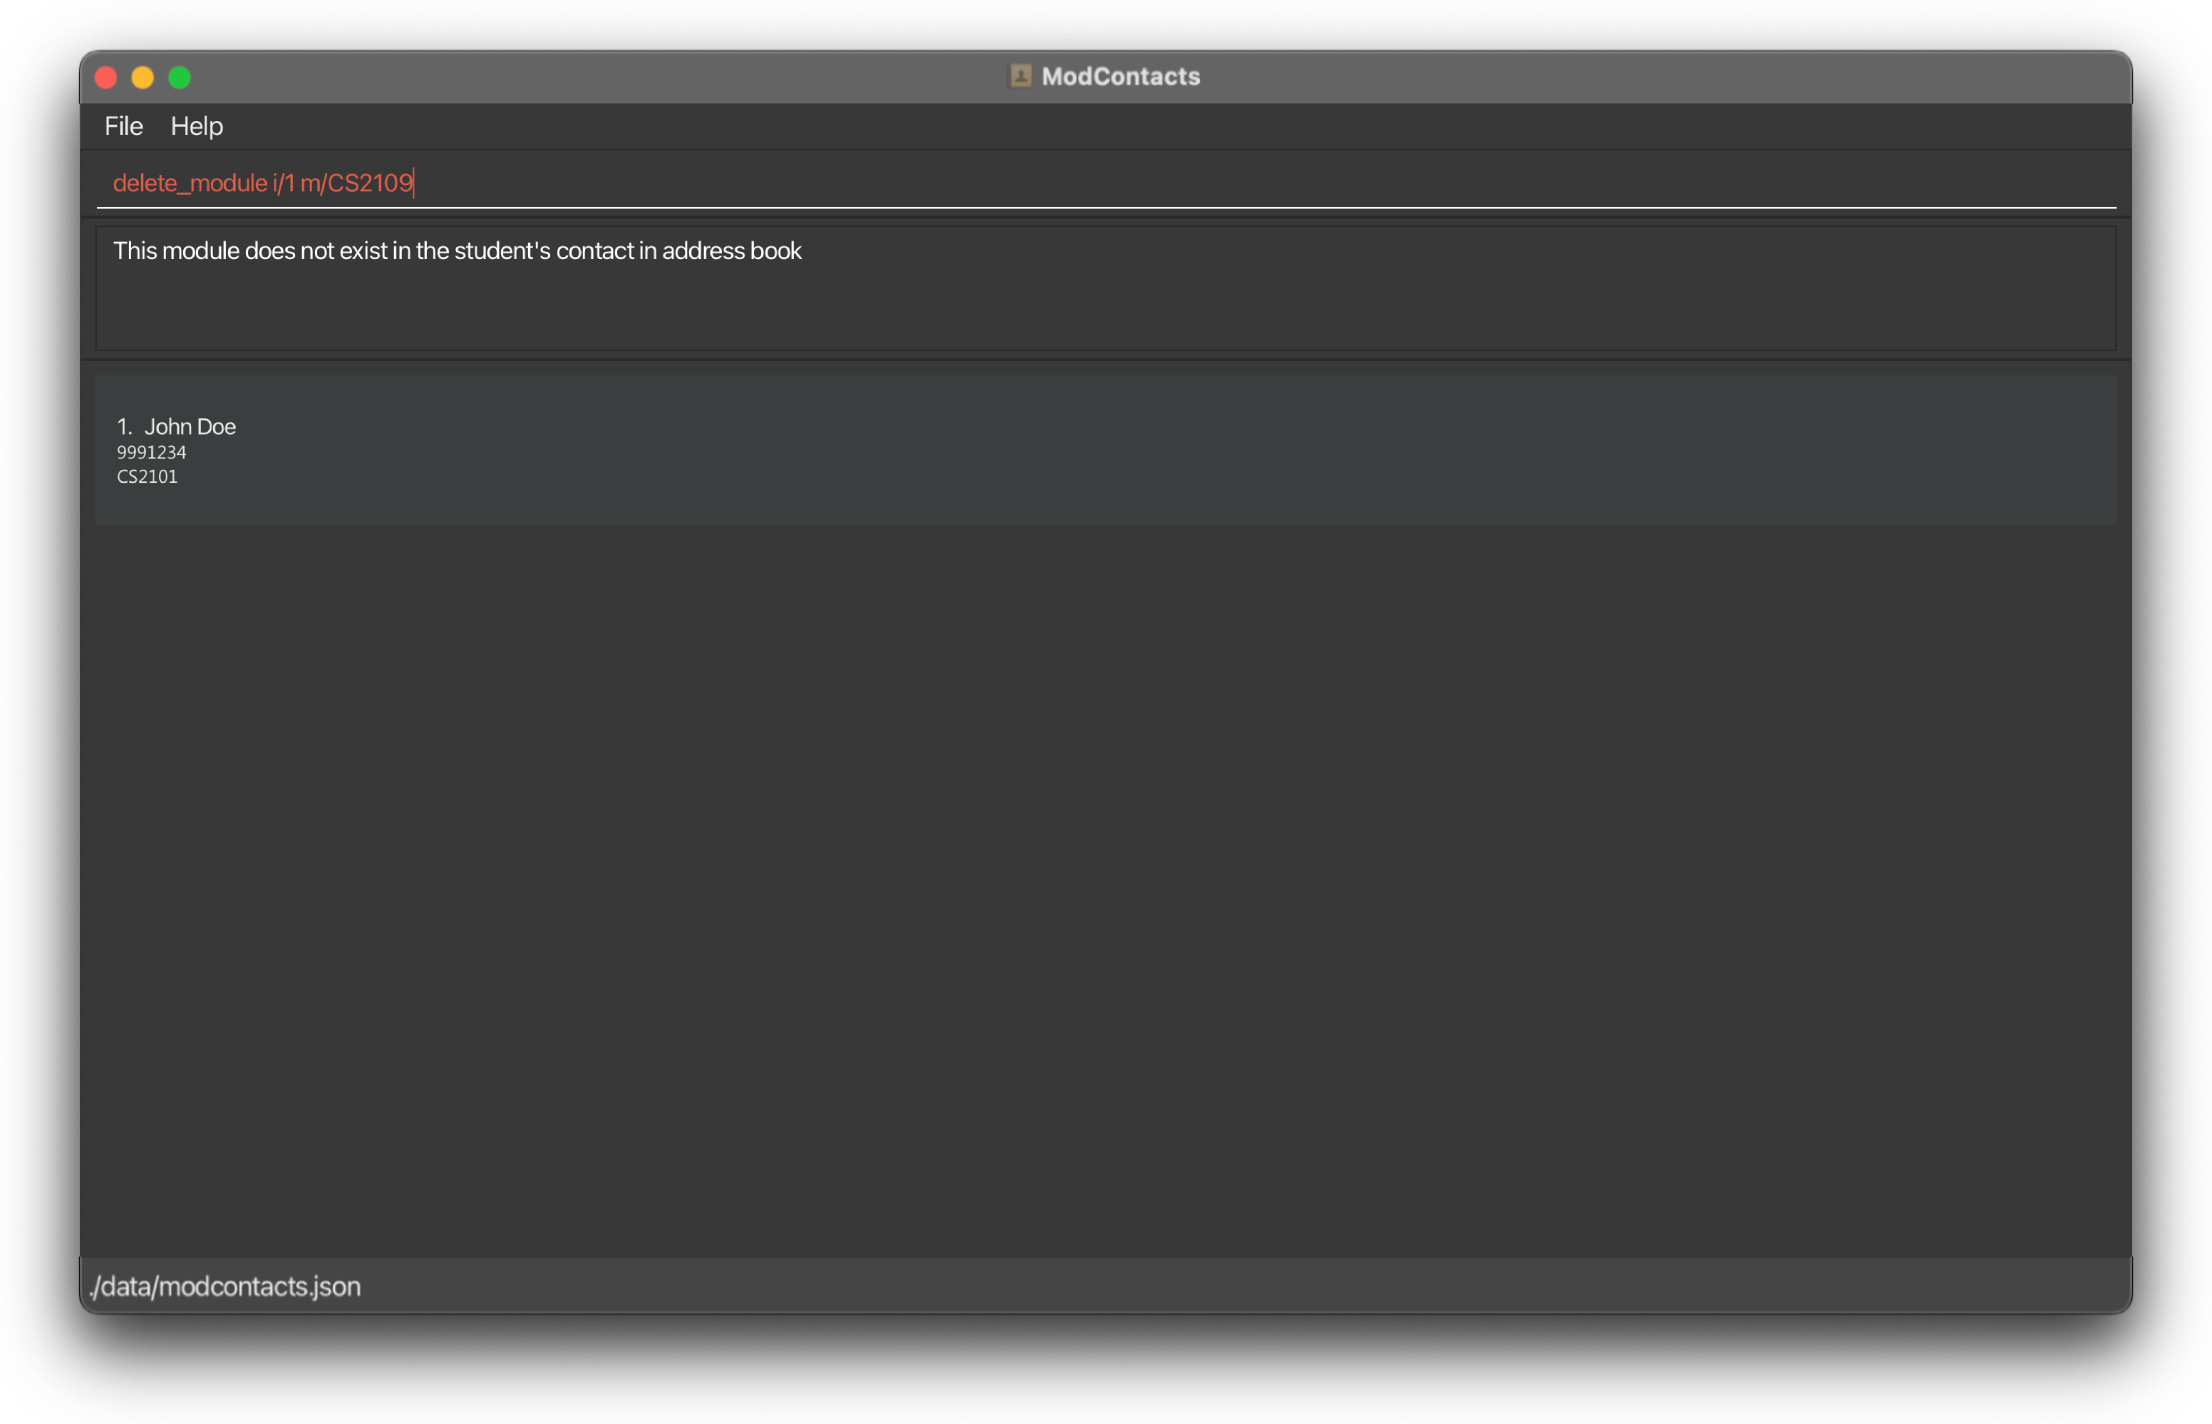 ModContacts
File Help
delete_module i/1 m/CS2109
This module does not exist in the student's contact in address book
1. John Doe
9991234
CS2101
./data/modcontacts.json